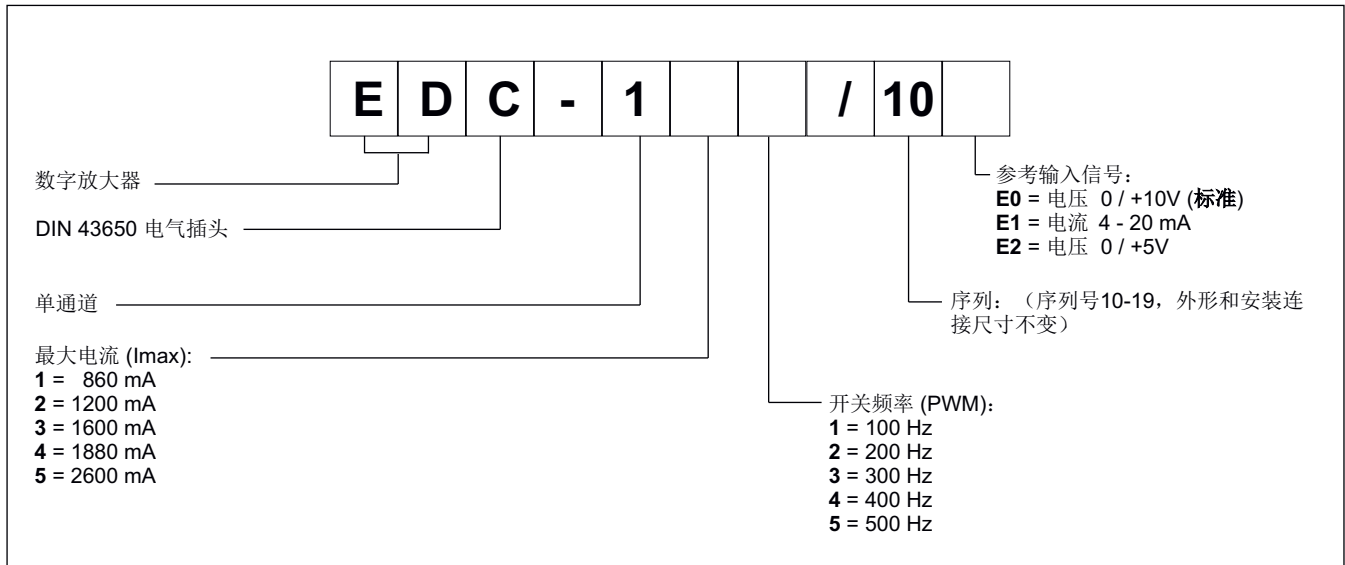 E D C - 1 / 10
数字放大器
DIN 43650 电气插头
单通道
最大电流 (Imax):
1 = 860 mA
2 = 1200 mA
3 = 1600 mA
4 = 1880 mA
5 = 2600 mA
参考输入信号：
E0 = 电压 0 / +10V (标准)
E1 = 电流 4 - 20 mA
E2 = 电压 0 / +5V
序列：（序列号10-19，外形和安装连
接尺寸不变）
开关频率 (PWM)：
1 = 100 Hz
2 = 200 Hz
3 = 300 Hz
4 = 400 Hz
5 = 500 Hz